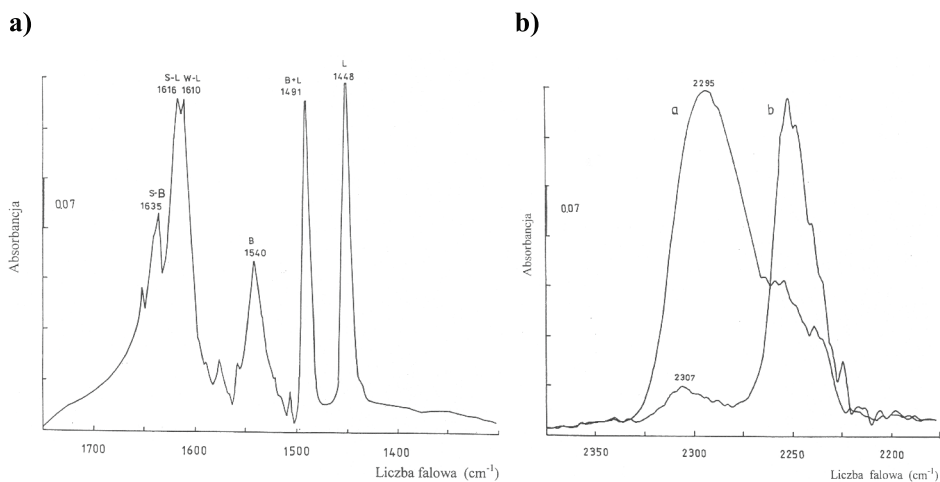 a)
S-L W-L
1616 1610
S-B
1635
B
1540
B+L
1491
L
1448
0,07
Absorbancja
1700 1600 1500 1400
Liczba falowa (cm⁻¹)
b)
2295
a
b
2307
0,07
Absorbancja
2350 2300 2250 2200
Liczba falowa (cm⁻¹)